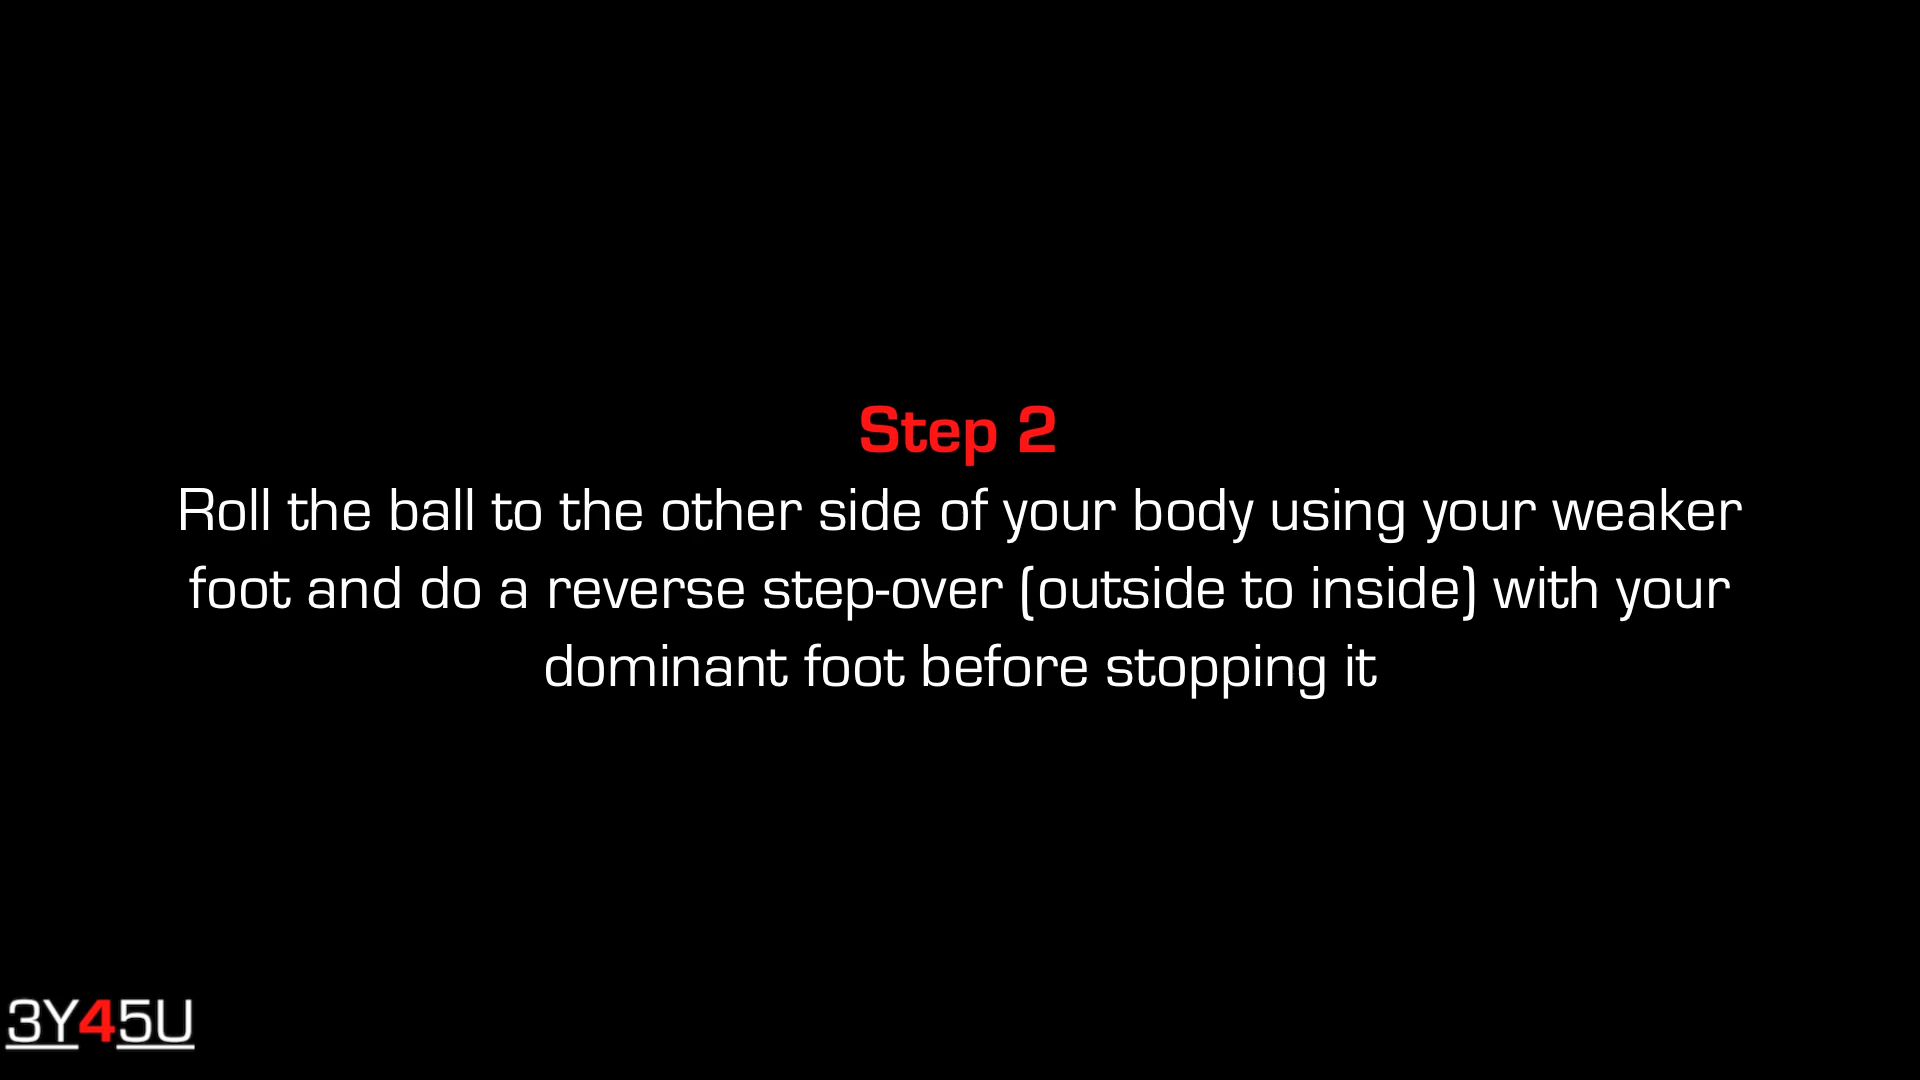 Step 2
Roll the ball to the other side of your body using your weaker
foot and do a reverse step-over (outside to inside) with your
dominant foot before stopping it
3Y45U